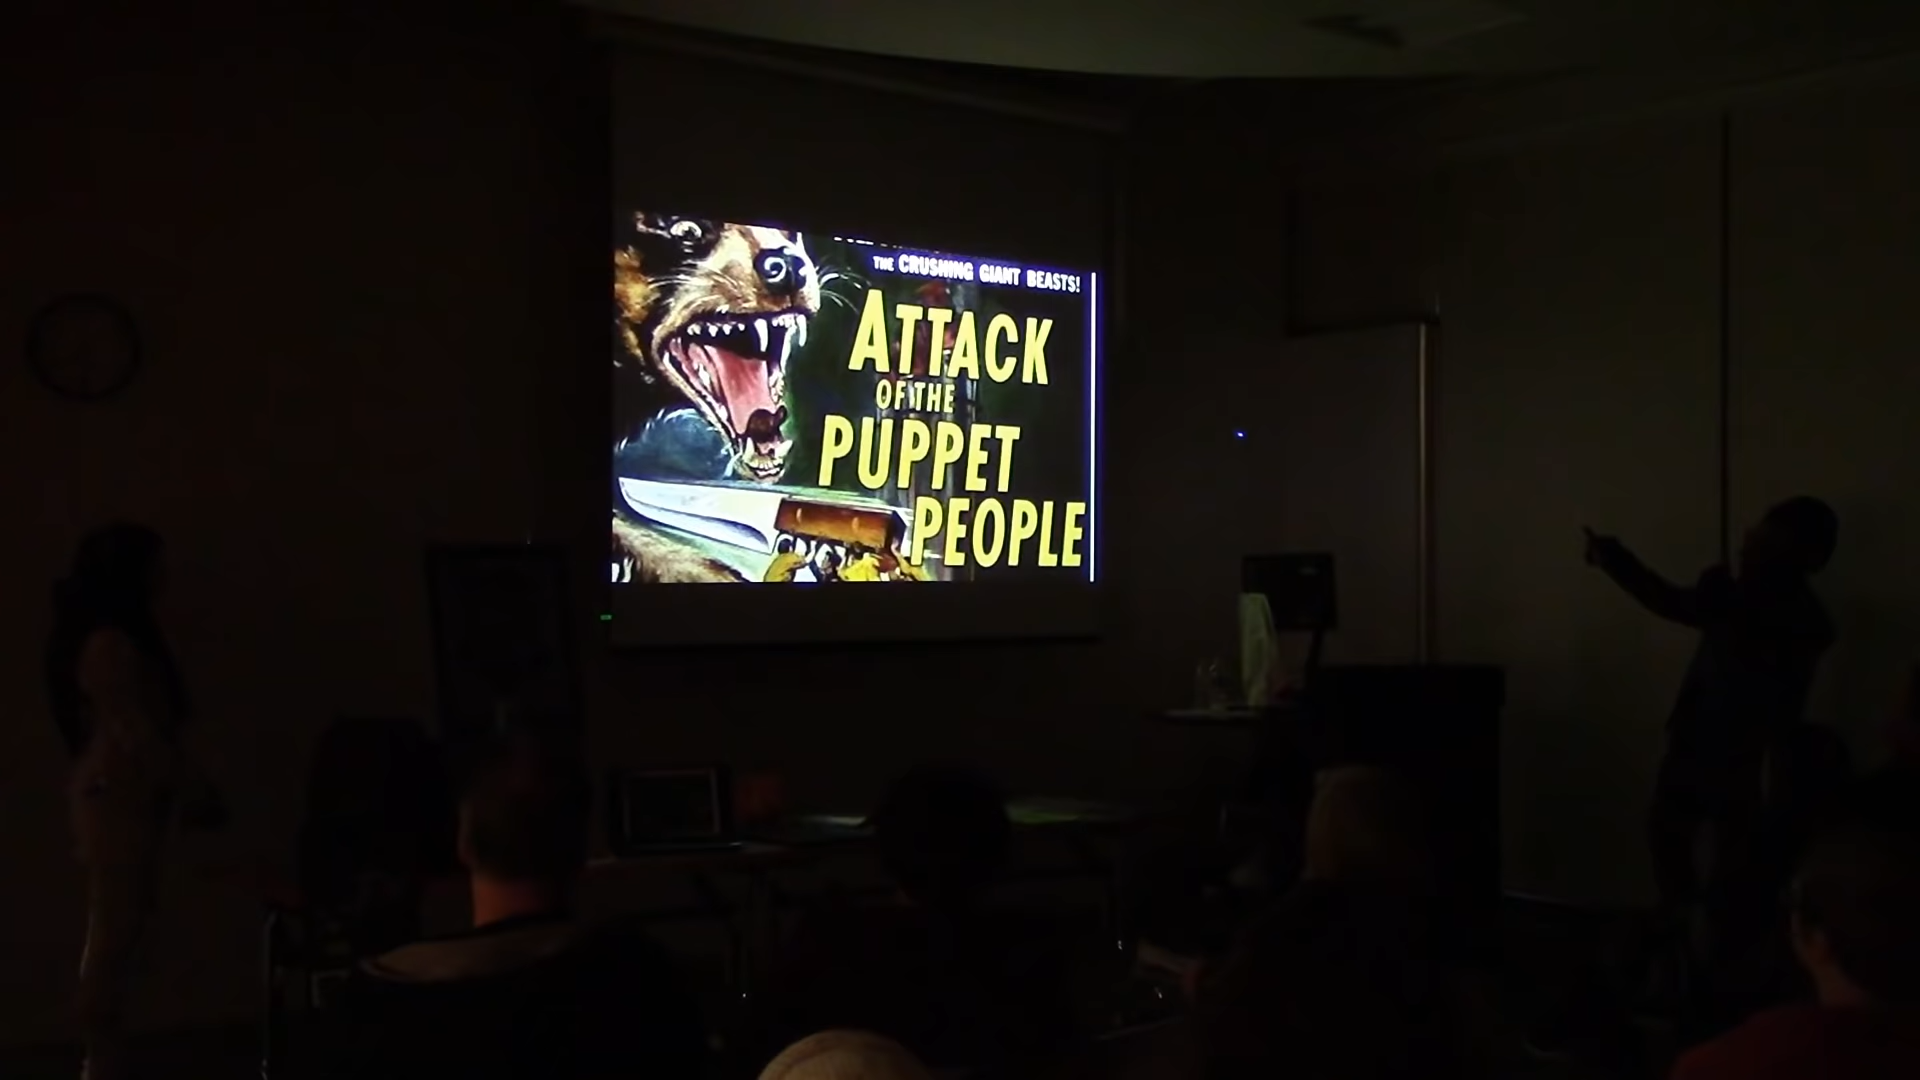 THE CRUSHING GIANT BEASTS!
ATTACK
OF THE
PUPPET
PEOPLE